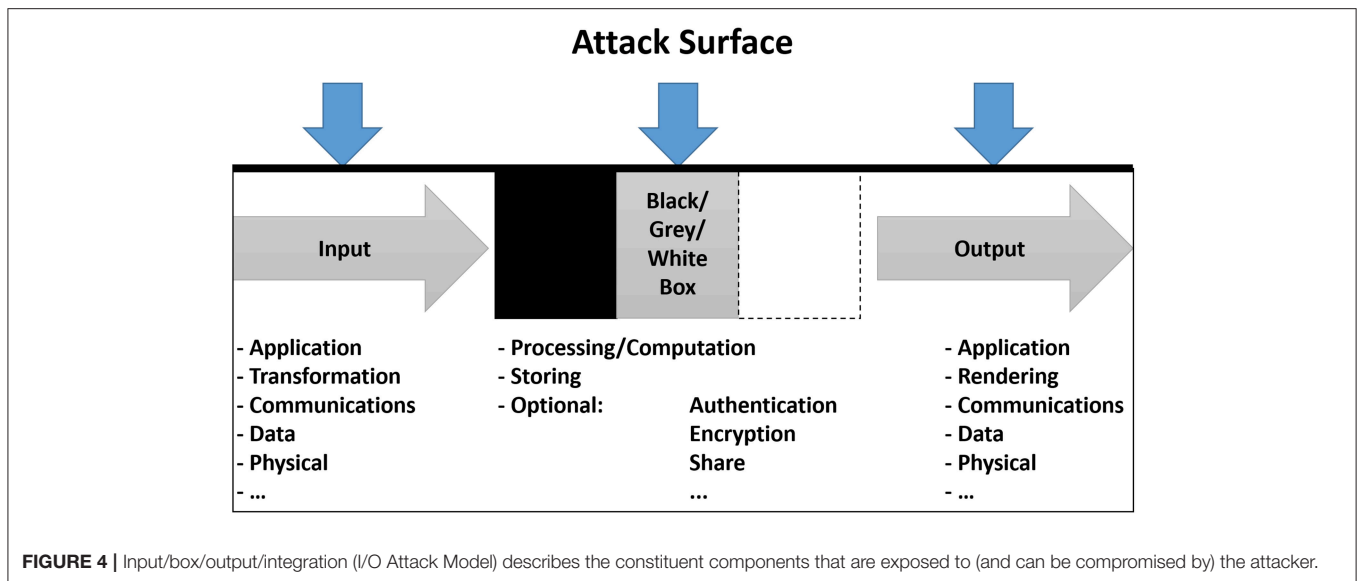 Attack Surface
Input
Black/
Grey/
White
Box
Output
- Application
- Transformation
- Communications
- Data
- Physical
- ...
- Processing/Computation
- Storing
- Optional: Authentication
Encryption
Share
...
- Application
- Rendering
- Communications
- Data
- Physical
- ...
FIGURE 4 | Input/box/output/integration (I/O Attack Model) describes the constituent components that are exposed to (and can be compromised by) the attacker.